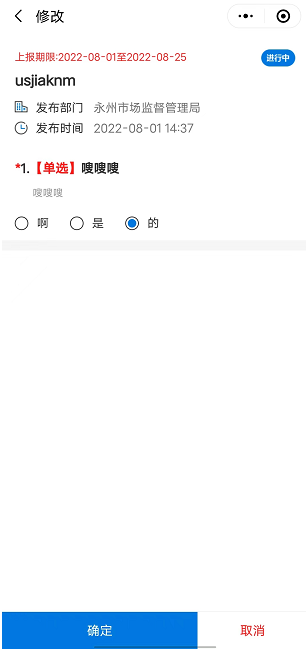 修改
上报期限:2022-08-01至2022-08-25
进行中
usjiaknm
发布部门 永州市场监督管理局
发布时间 2022-08-01 14:37
*1.【单选】嗖嗖嗖
嗖嗖嗖
啊 是 的
确定 取消